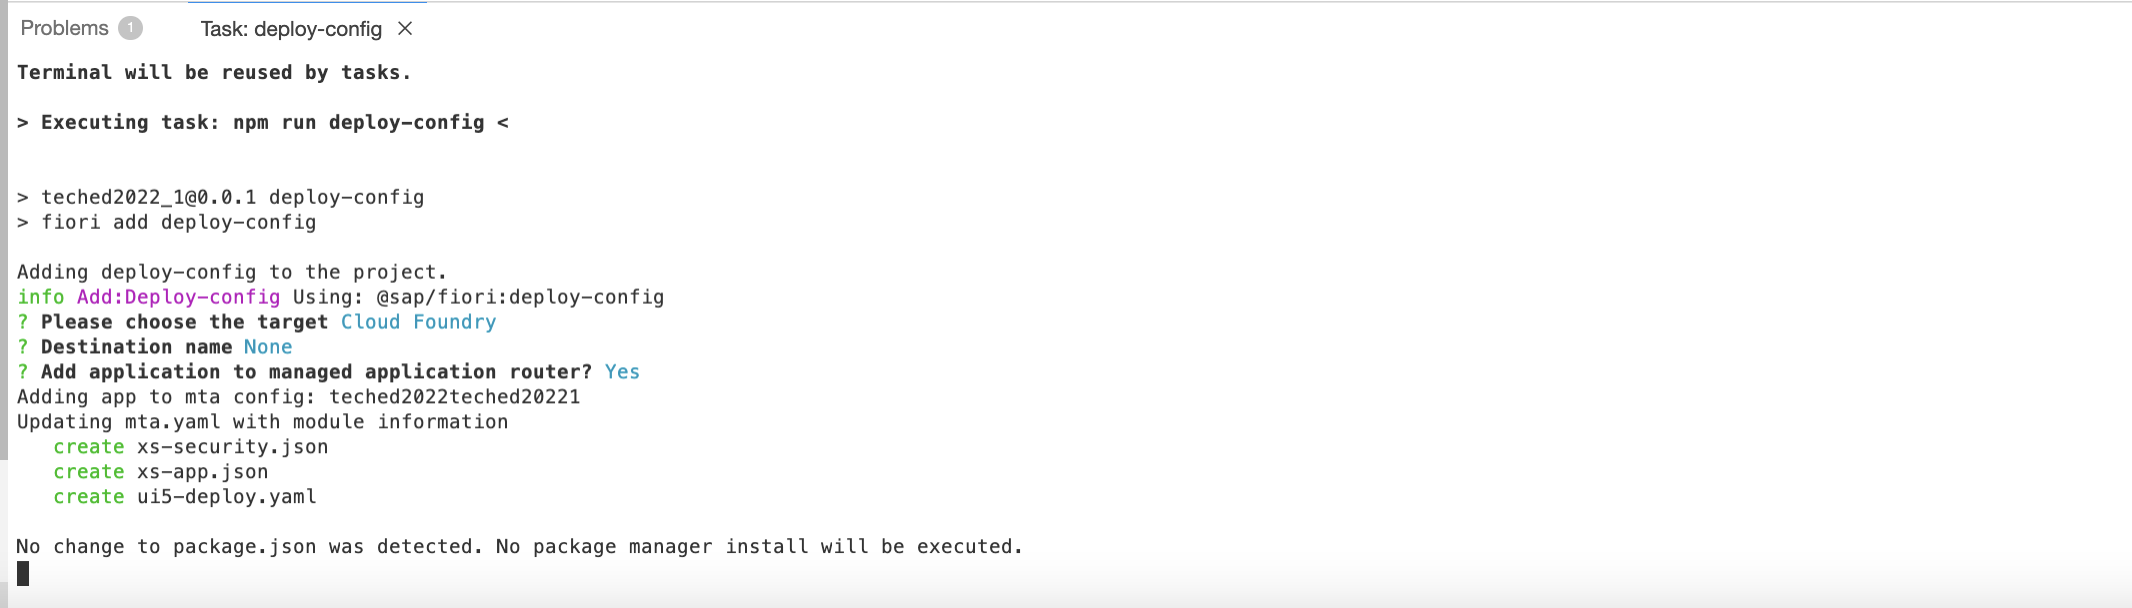 Problems 1 Task: deploy-config ×
Terminal will be reused by tasks.
> Executing task: npm run deploy-config <
> teched2022_1@0.0.1 deploy-config
> fiori add deploy-config
Adding deploy-config to the project.
info Add:Deploy-config Using: @sap/fiori:deploy-config
? Please choose the target Cloud Foundry
? Destination name None
? Add application to managed application router? Yes
Adding app to mta config: teched2022teched20221
Updating mta.yaml with module information
create xs-security.json
create xs-app.json
create ui5-deploy.yaml
No change to package.json was detected. No package manager install will be executed.